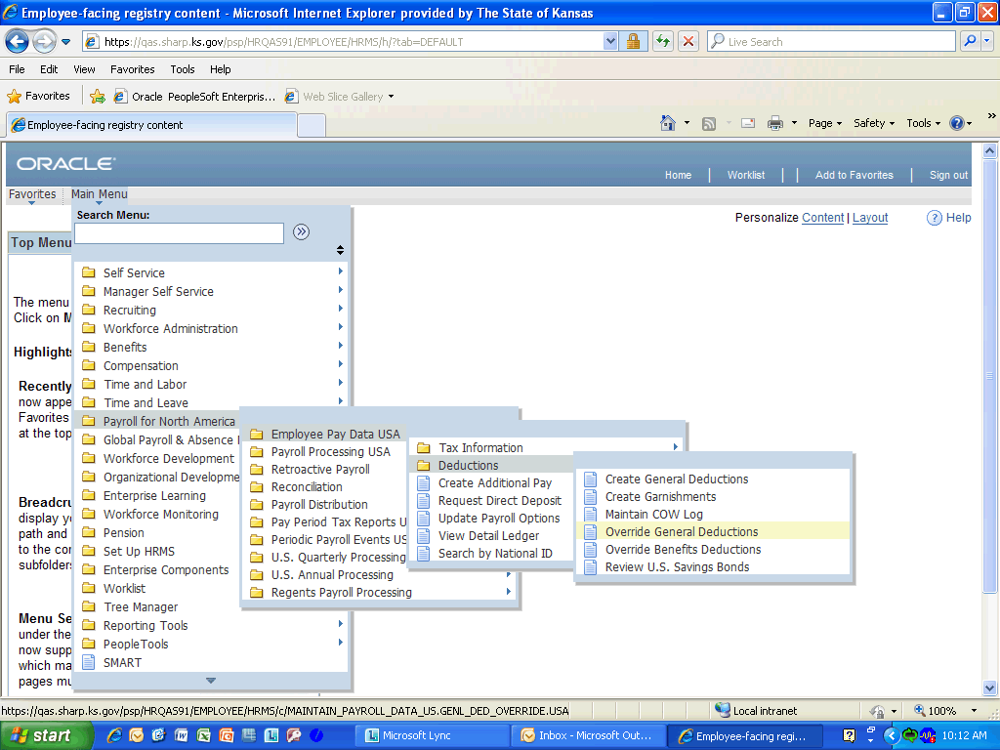 Employee-facing registry content - Microsoft Internet Explorer provided by The State of Kansas
https://qas.sharp.ks.gov/psp/HRQAS91/EMPLOYEE/HRMS/h/?tab=DEFAULT
Live Search
File Edit View Favorites Tools Help
Favorites Oracle PeopleSoft Enterpris... Web Slice Gallery
Employee-facing registry content
Page Safety Tools »
ORACLE®
Home | Worklist | | Add to Favorites | Sign out
Favorites Main Menu
Search Menu:
Personalize Content | Layout Help
Top Menu
Self Service
Manager Self Service
The menu
Recruiting
Click on M
Workforce Administration
Highlights
Benefits
Compensation
Recently
Time and Labor
now appe
Time and Leave
Favorites
Payroll for North America
at the top
Global Payroll & Absence
Workforce Development
Organizational Developme
Enterprise Learning
Breadcru
Workforce Monitoring
display yo
Pension
path and
Set Up HRMS
to the con
Enterprise Components
subfolders
Worklist
Tree Manager
Menu Se
Reporting Tools
under the
PeopleTools
now supp
SMART
which ma
pages mu
Employee Pay Data USA
Payroll Processing USA
Retroactive Payroll
Reconciliation
Payroll Distribution
Pay Period Tax Reports U
Periodic Payroll Events US
U.S. Quarterly Processing
U.S. Annual Processing
Regents Payroll Processing
Tax Information
Deductions
Create Additional Pay
Request Direct Deposit
Update Payroll Options
View Detail Ledger
Search by National ID
Create General Deductions
Create Garnishments
Maintain COW Log
Override General Deductions
Override Benefits Deductions
Review U.S. Savings Bonds
https://qas.sharp.ks.gov/psp/HRQAS91/EMPLOYEE/HRMS/c/MAINTAIN_PAYROLL_DATA_US.GENL_DED_OVERRIDE.USA
Local intranet 100%
start Microsoft Lync Inbox - Microsoft Out... Employee-facing regi... 10:12 AM